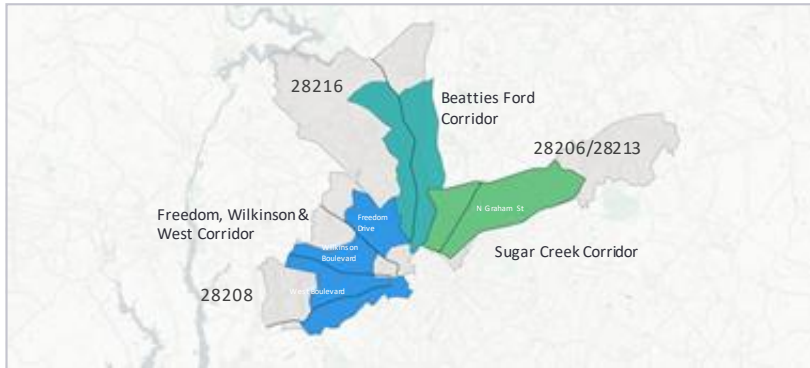 28216
Beatties Ford
Corridor
28206/28213
N Graham St
Freedom, Wilkinson &
West Corridor
Freedom
Drive
Sugar Creek Corridor
Wilkinson
Boulevard
28208
West Boulevard